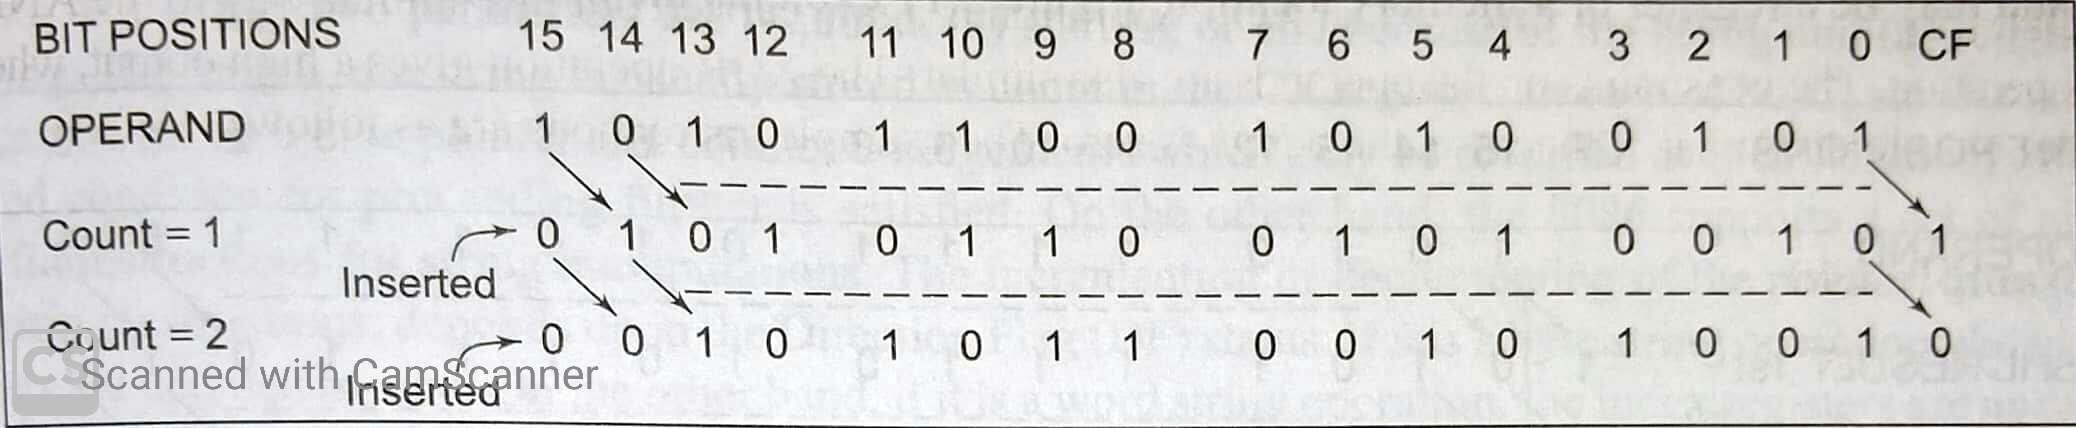 BIT POSITIONS 15 14 13 12 11 10 9 8 7 6 5 4 3 2 1 0 CF
OPERAND 1 0 1 0 1 1 0 0 1 0 1 0 0 1 0 1
Count = 1 0 1 0 1 0 1 1 0 0 1 0 1 0 0 1 0 1
Inserted
Count = 2 0 0 1 0 1 0 1 1 0 0 1 0 1 0 0 1 0
CS Scanned with CamScanner
Inserted